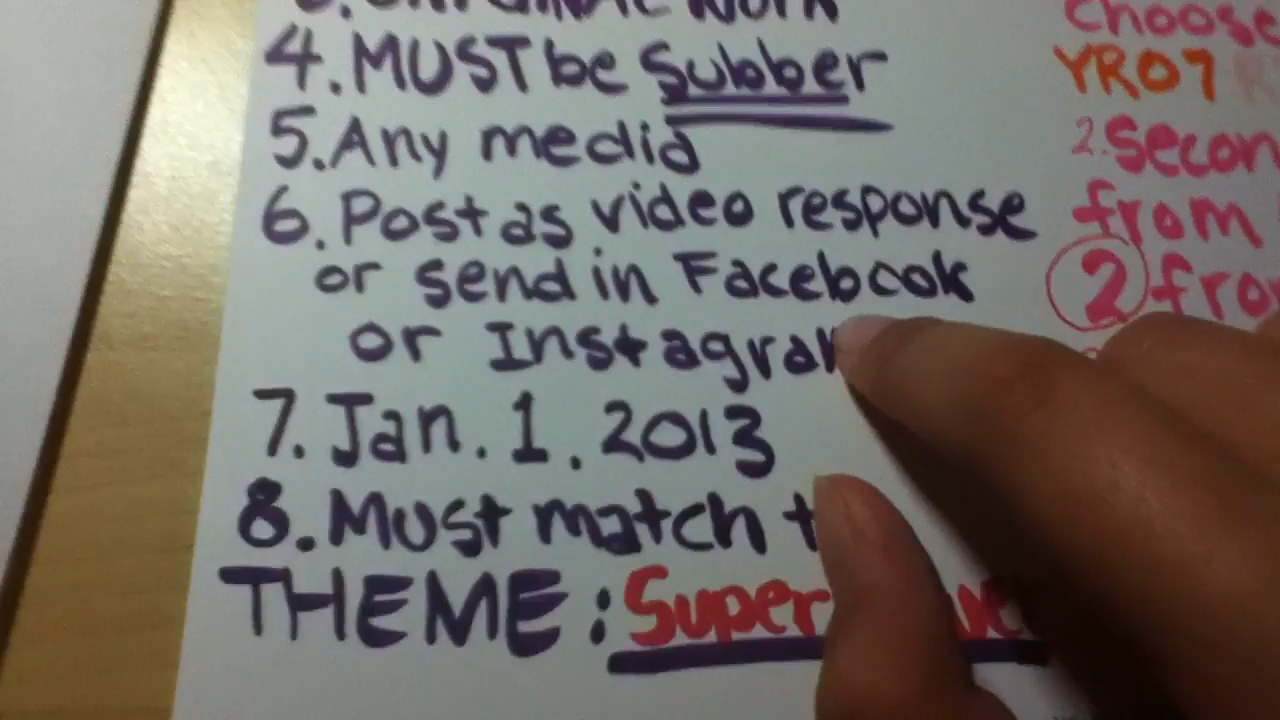 4. MUST be Subber
5. Any media
6. Post as video response
or send in Facebook
or Instagram
7. Jan. 1. 2013
8. Must match
THEME: Super
choose
YR07
2. Secon
from
2 fro